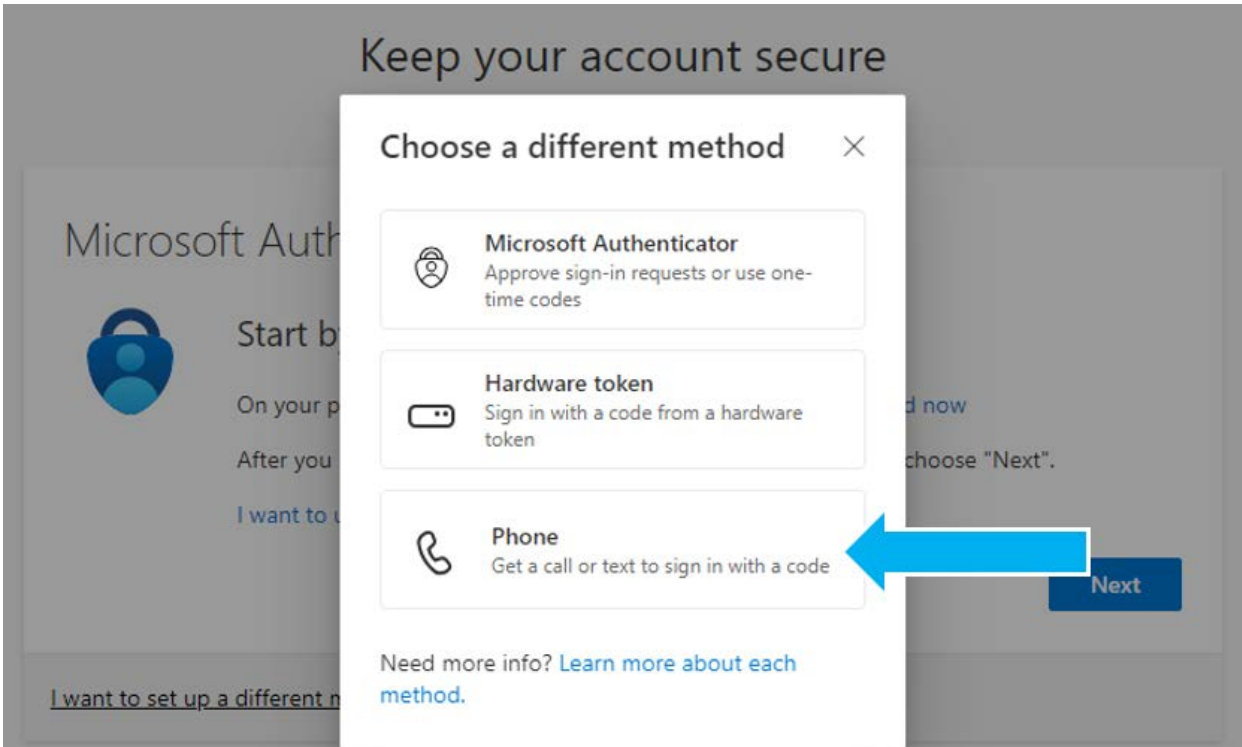 Keep your account secure
Choose a different method
Microsoft Auth
Microsoft Authenticator
Approve sign-in requests or use one-
time codes
Start b
Hardware token
Sign in with a code from a hardware
token
On your p
d now
After you
choose "Next".
I want to u
Phone
Get a call or text to sign in with a code
Next
Need more info? Learn more about each
method.
I want to set up a different m